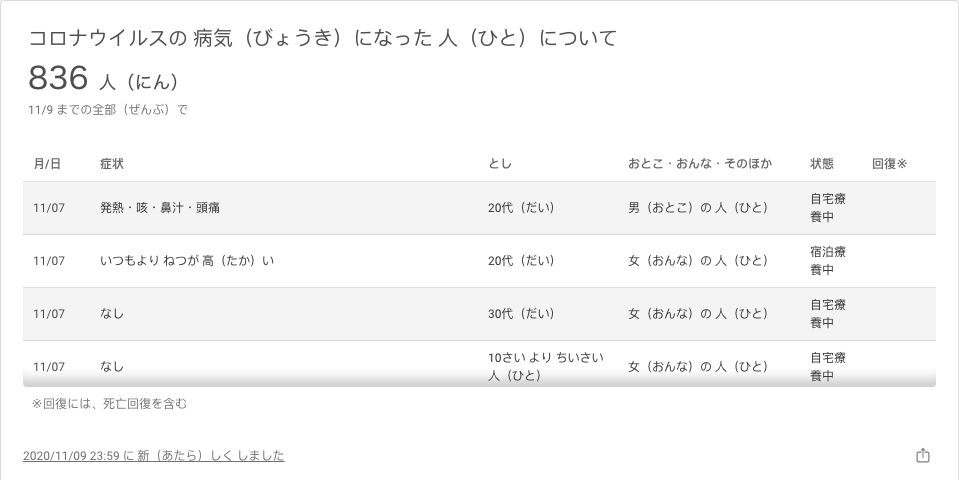 コロナウイルスの 病気（びょうき）になった 人（ひと）について
836 人（にん）
11/9 までの全部（ぜんぶ）で
月/日 症状 とし おとこ・おんな・そのほか 状態 回復※
11/07 発熱・咳・鼻汁・頭痛 20代（だい） 男（おとこ）の 人（ひと） 自宅療
養中
11/07 いつもより ねつが 高（たか）い 20代（だい） 女（おんな）の 人（ひと） 宿泊療
養中
11/07 なし 30代（だい） 女（おんな）の 人（ひと） 自宅療
養中
11/07 なし 10さい より ちいさい 女（おんな）の 人（ひと） 自宅療
人（ひと） 養中
※回復には、死亡回復を含む
2020/11/09 23:59 に 新（あたら）しく しました